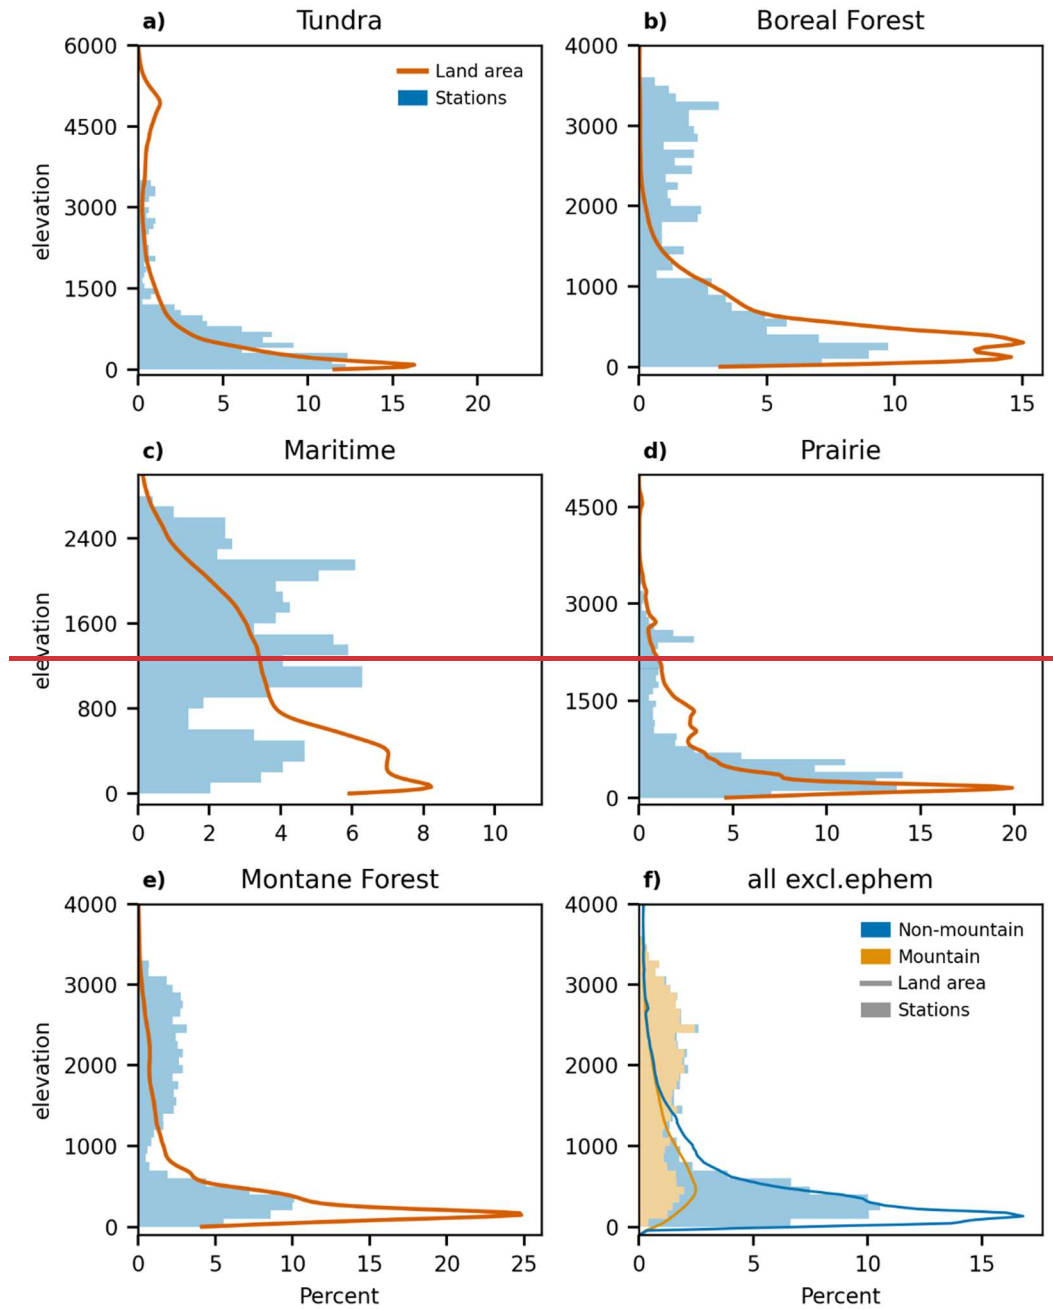 a) Tundra
6000
4500
3000
1500
0
elevation
Land area
Stations
0 5 10 15 20
b) Boreal Forest
4000
3000
2000
1000
0
0 5 10 15
c) Maritime
2400
1600
800
0
elevation
0 2 4 6 8 10
d) Prairie
4500
3000
1500
0
0 5 10 15 20
e) Montane Forest
4000
3000
2000
1000
0
elevation
0 5 10 15 20 25
Percent
f) all excl.ephem
4000
3000
2000
1000
0
Non-mountain
Mountain
Land area
Stations
0 5 10 15
Percent